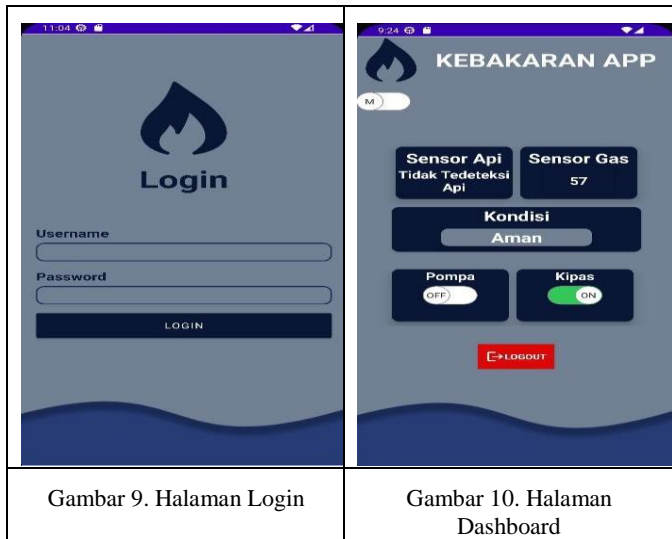 11:04
Login
Username
Password
LOGIN
Gambar 9. Halaman Login
9:24
KEBAKARAN APP
M
Sensor Api
Tidak Tedeteksi
Api
Sensor Gas
57
Kondisi
Aman
Pompa
OFF
Kipas
ON
LOGOUT
Gambar 10. Halaman
Dashboard